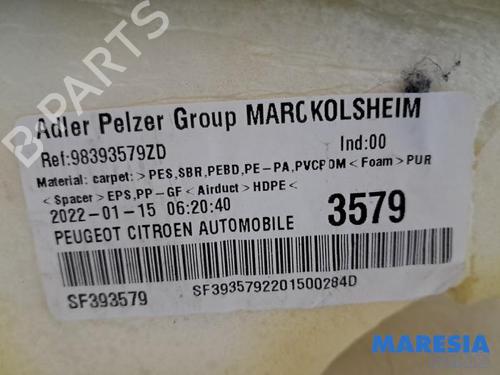 Adler Pelzer Group MARCKOLSHEIM
Ref:98393579ZD Ind:00
Material: carpet:>PES,SBR,PEBD,PE-PA,PVCPOM<Foam>PUR
<Spacer>EPS,PP-GF<Airduct>HDPE<
2022-01-15 06:20:40 3579
PEUGEOT CITROEN AUTOMOBILE
SF393579 SF3935792201500284D
B-PARTS
MARESIA